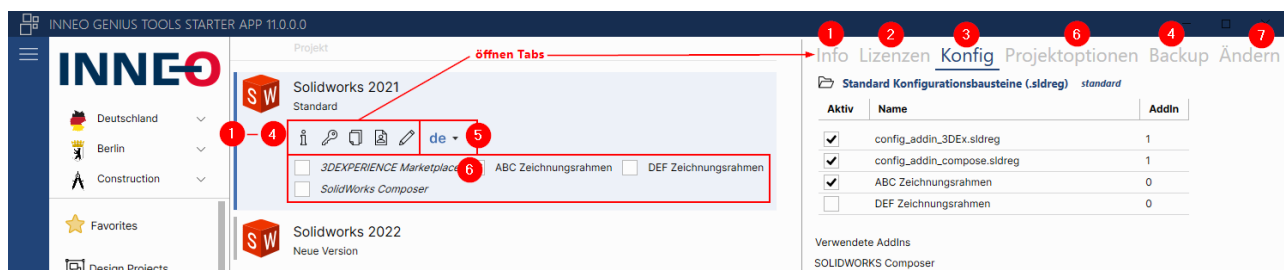 INNEO GENIUS TOOLS STARTER APP 11.0.0.0
INNEO
Deutschland
Berlin
Construction
Favorites
Design Projects
Projekt
öffnen Tabs
Solidworks 2021
Standard
1 - 4
de
5
3DEXPERIENCE Marketplace
6
ABC Zeichnungsrahmen
DEF Zeichnungsrahmen
SolidWorks Composer
Solidworks 2022
Neue Version
1 2 3 6 4 7
Info Lizenzen Konfig Projektoptionen Backup Ändern
Standard Konfigurationsbausteine (.sldreg) standard
Aktiv Name AddIn
config_addin_3DEx.sldreg 1
config_addin_compose.sldreg 1
ABC Zeichnungsrahmen 0
DEF Zeichnungsrahmen 0
Verwendete AddIns
SOLIDWORKS Composer